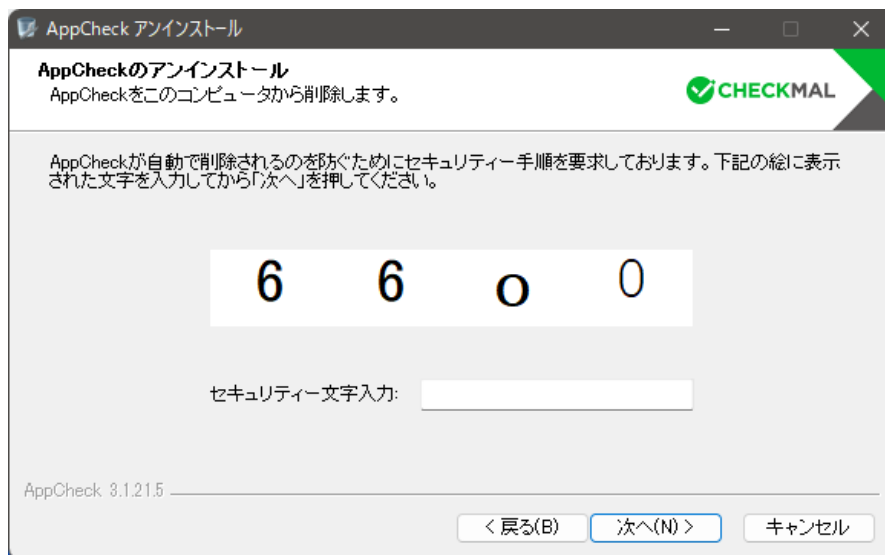 AppCheck アンインストール
AppCheckのアンインストール
AppCheckをこのコンピュータから削除します。
CHECKMAL
AppCheckが自動で削除されるのを防ぐためにセキュリティー手順を要求しております。下記の絵に表示
された文字を入力してから「次へ」を押してください。
6 6 o 0
セキュリティー文字入力:
AppCheck 3.1.21.5
< 戻る(B) 次へ(N) > キャンセル